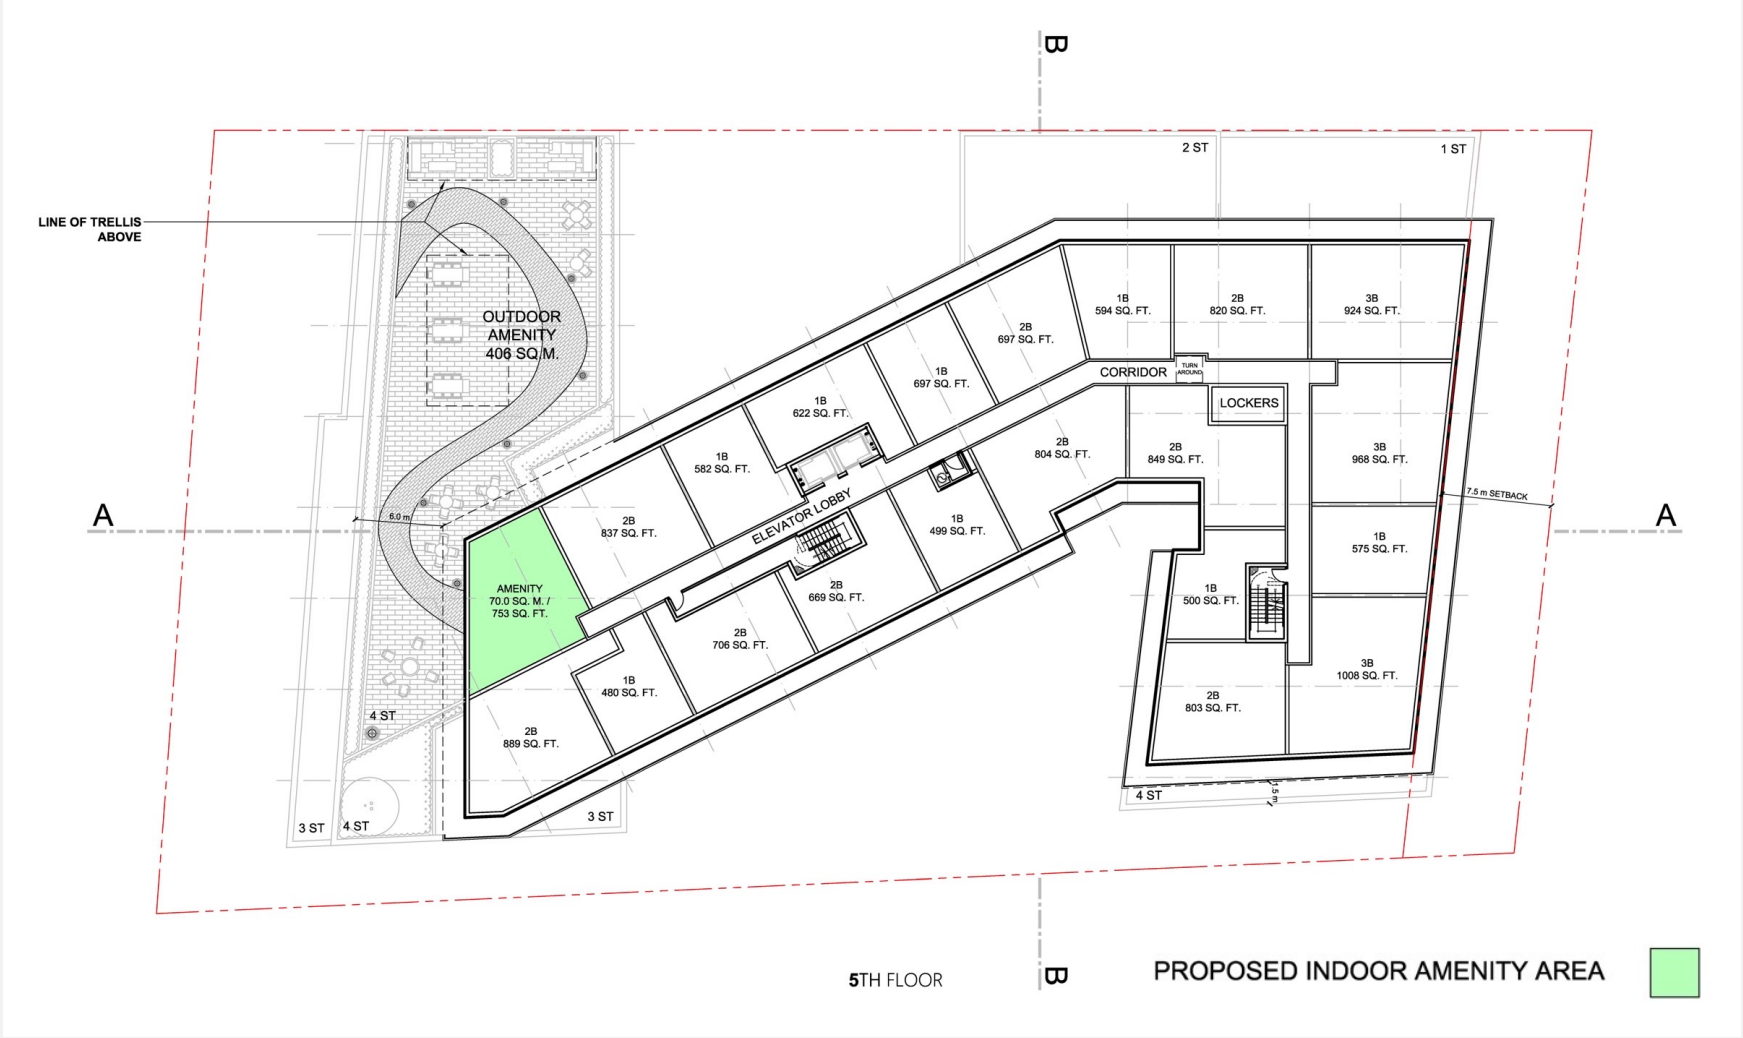 B
2 ST
1 ST
LINE OF TRELLIS
ABOVE
OUTDOOR
AMENITY
406 SQ.M.
1B
594 SQ. FT.
2B
820 SQ. FT.
3B
924 SQ. FT.
2B
697 SQ. FT.
CORRIDOR
TURN
AROUND
1B
697 SQ. FT.
LOCKERS
1B
622 SQ. FT.
2B
804 SQ. FT.
2B
849 SQ. FT.
3B
968 SQ. FT.
1B
582 SQ. FT.
7.5 m SETBACK
A
6.0 m
2B
837 SQ. FT.
ELEVATOR LOBBY
1B
499 SQ. FT.
1B
575 SQ. FT.
A
AMENITY
70.0 SQ. M. /
753 SQ. FT.
2B
669 SQ. FT.
1B
500 SQ. FT.
2B
706 SQ. FT.
1B
480 SQ. FT.
3B
1008 SQ. FT.
2B
803 SQ. FT.
4 ST
2B
889 SQ. FT.
4 ST
1.5 m
3 ST
4 ST
3 ST
5TH FLOOR
B
PROPOSED INDOOR AMENITY AREA